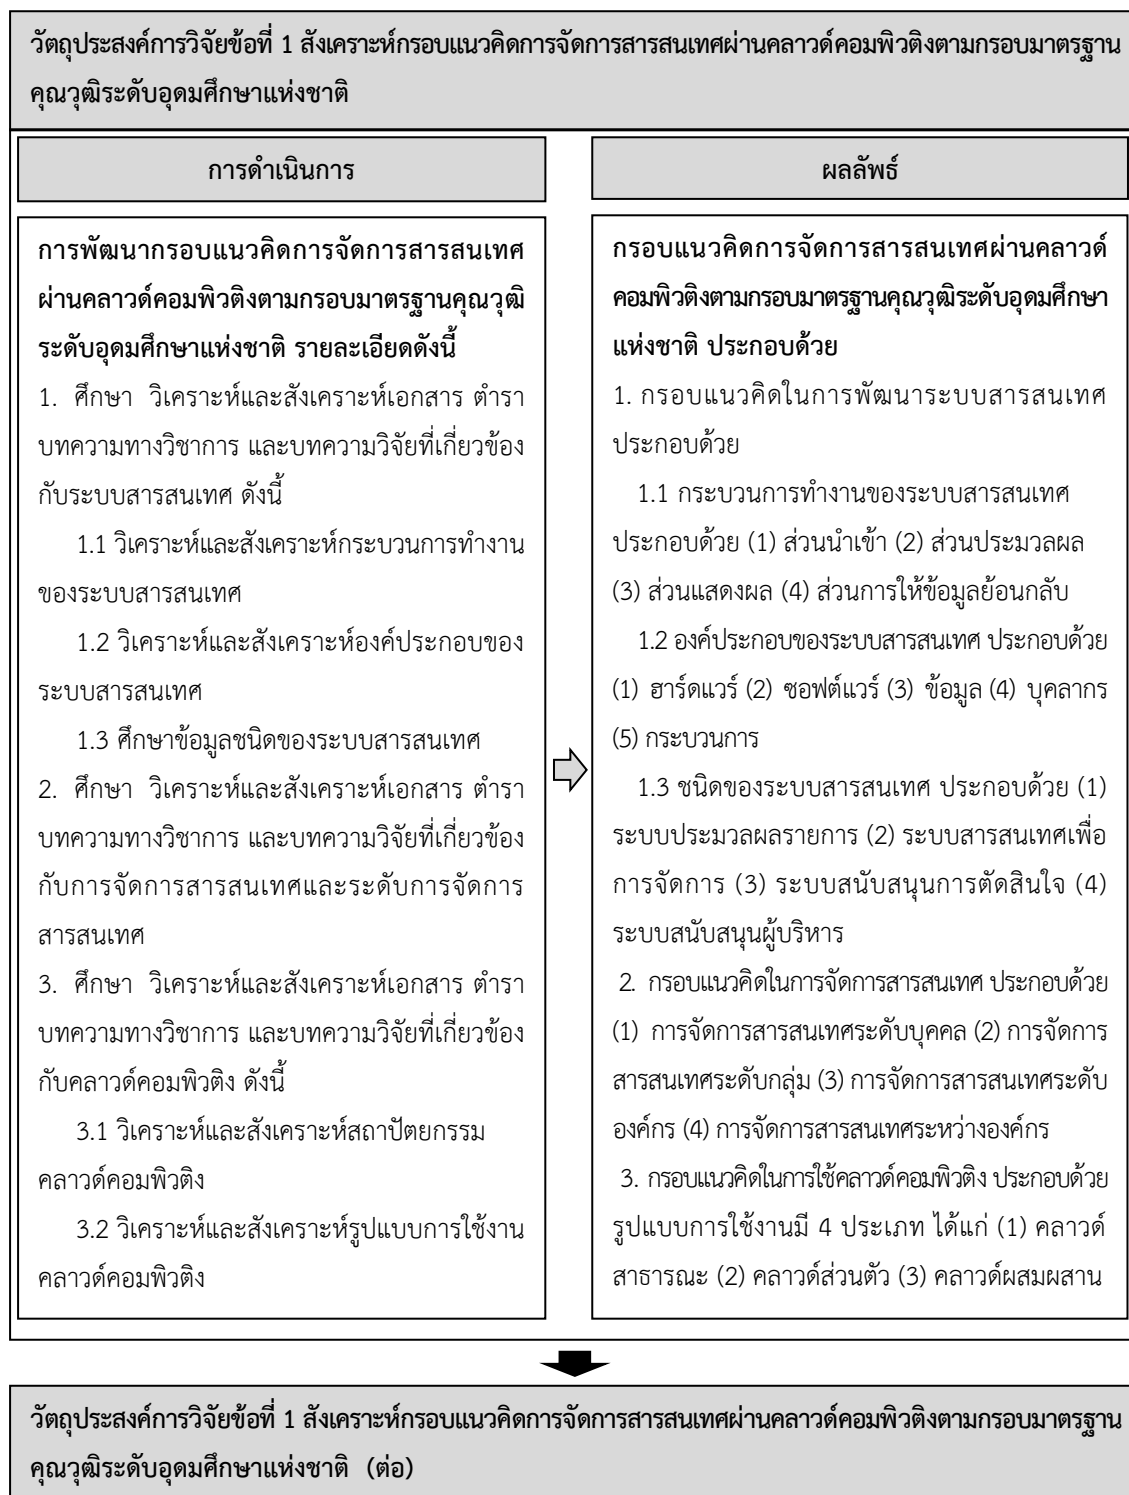 วัตถุประสงค์การวิจัยข้อที่ 1 สังเคราะห์กรอบแนวคิดการจัดการสารสนเทศผ่านคลาวด์คอมพิวติงตามกรอบมาตรฐาน
คุณวุฒิระดับอุดมศึกษาแห่งชาติ
การดำเนินการ
การพัฒนากรอบแนวคิดการจัดการสารสนเทศ
ผ่านคลาวด์คอมพิวติงตามกรอบมาตรฐานคุณวุฒิ
ระดับอุดมศึกษาแห่งชาติ รายละเอียดดังนี้
1. ศึกษา วิเคราะห์และสังเคราะห์เอกสาร ตำรา
บทความทางวิชาการ และบทความวิจัยที่เกี่ยวข้อง
กับระบบสารสนเทศ ดังนี้
1.1 วิเคราะห์และสังเคราะห์กระบวนการทำงาน
ของระบบสารสนเทศ
1.2 วิเคราะห์และสังเคราะห์องค์ประกอบของ
ระบบสารสนเทศ
1.3 ศึกษาข้อมูลชนิดของระบบสารสนเทศ
2. ศึกษา วิเคราะห์และสังเคราะห์เอกสาร ตำรา
บทความทางวิชาการ และบทความวิจัยที่เกี่ยวข้อง
กับการจัดการสารสนเทศและระดับการจัดการ
สารสนเทศ
3. ศึกษา วิเคราะห์และสังเคราะห์เอกสาร ตำรา
บทความทางวิชาการ และบทความวิจัยที่เกี่ยวข้อง
กับคลาวด์คอมพิวติง ดังนี้
3.1 วิเคราะห์และสังเคราะห์สถาปัตยกรรม
คลาวด์คอมพิวติง
3.2 วิเคราะห์และสังเคราะห์รูปแบบการใช้งาน
คลาวด์คอมพิวติง
ผลลัพธ์
กรอบแนวคิดการจัดการสารสนเทศผ่านคลาวด์
คอมพิวติงตามกรอบมาตรฐานคุณวุฒิระดับอุดมศึกษา
แห่งชาติ ประกอบด้วย
1. กรอบแนวคิดในการพัฒนาระบบสารสนเทศ
ประกอบด้วย
1.1 กระบวนการทำงานของระบบสารสนเทศ
ประกอบด้วย (1) ส่วนนำเข้า (2) ส่วนประมวลผล
(3) ส่วนแสดงผล (4) ส่วนการให้ข้อมูลย้อนกลับ
1.2 องค์ประกอบของระบบสารสนเทศ ประกอบด้วย
(1) ฮาร์ดแวร์ (2) ซอฟต์แวร์ (3) ข้อมูล (4) บุคลากร
(5) กระบวนการ
1.3 ชนิดของระบบสารสนเทศ ประกอบด้วย (1)
ระบบประมวลผลรายการ (2) ระบบสารสนเทศเพื่อ
การจัดการ (3) ระบบสนับสนุนการตัดสินใจ (4)
ระบบสนับสนุนผู้บริหาร
2. กรอบแนวคิดในการจัดการสารสนเทศ ประกอบด้วย
(1) การจัดการสารสนเทศระดับบุคคล (2) การจัดการ
สารสนเทศระดับกลุ่ม (3) การจัดการสารสนเทศระดับ
องค์กร (4) การจัดการสารสนเทศระหว่างองค์กร
3. กรอบแนวคิดในการใช้คลาวด์คอมพิวติง ประกอบด้วย
รูปแบบการใช้งานมี 4 ประเภท ได้แก่ (1) คลาวด์
สาธารณะ (2) คลาวด์ส่วนตัว (3) คลาวด์ผสมผสาน
วัตถุประสงค์การวิจัยข้อที่ 1 สังเคราะห์กรอบแนวคิดการจัดการสารสนเทศผ่านคลาวด์คอมพิวติงตามกรอบมาตรฐาน
คุณวุฒิระดับอุดมศึกษาแห่งชาติ (ต่อ)